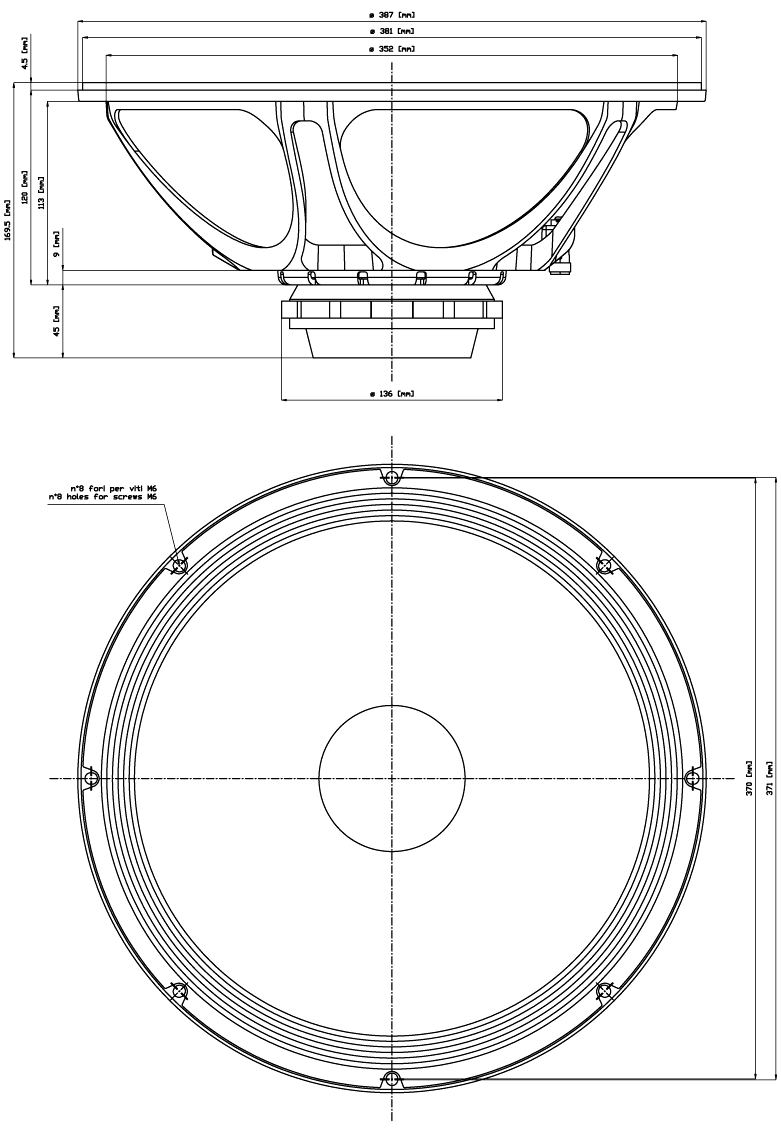 ø 387 [mm]
ø 381 [mm]
ø 352 [mm]
4.5 [mm]
169.5 [mm]
120 [mm]
113 [mm]
9 [mm]
45 [mm]
ø 136 [mm]
n°8 fori per viti M6
n°8 holes for screws M6
370 [mm]
371 [mm]